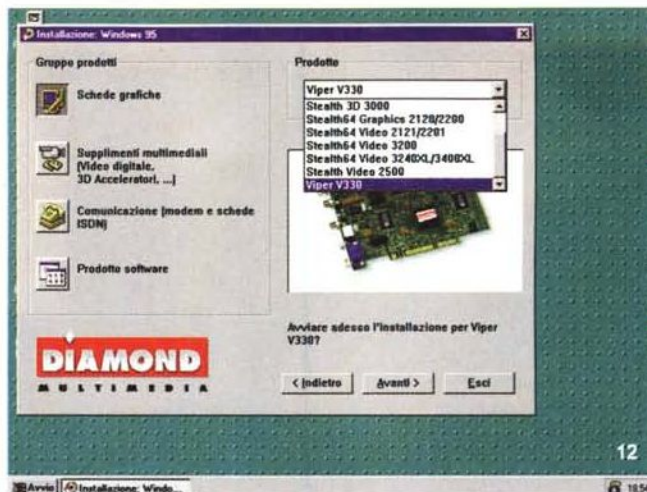 Installazione: Windows 95
Gruppo prodotti
Schede grafiche
Supplimenti multimediali
(Video digitale,
3D Acceleratori, ...)
Comunicazione (modem e schede
ISDN)
Prodotto software
DIAMOND
MULTIMEDIA
Prodotto
Viper V330
Stealth 3D 3000
Stealth64 Graphics 2120/2200
Stealth64 Video 2121/2201
Stealth64 Video 3200
Stealth64 Video 3240XL/3400XL
Stealth Video 2500
Viper V330
Avviare adesso l'installazione per Viper
V330?
< Indietro
Avanti >
Esci
12
Avvio
Installazione: Windo...
18.54